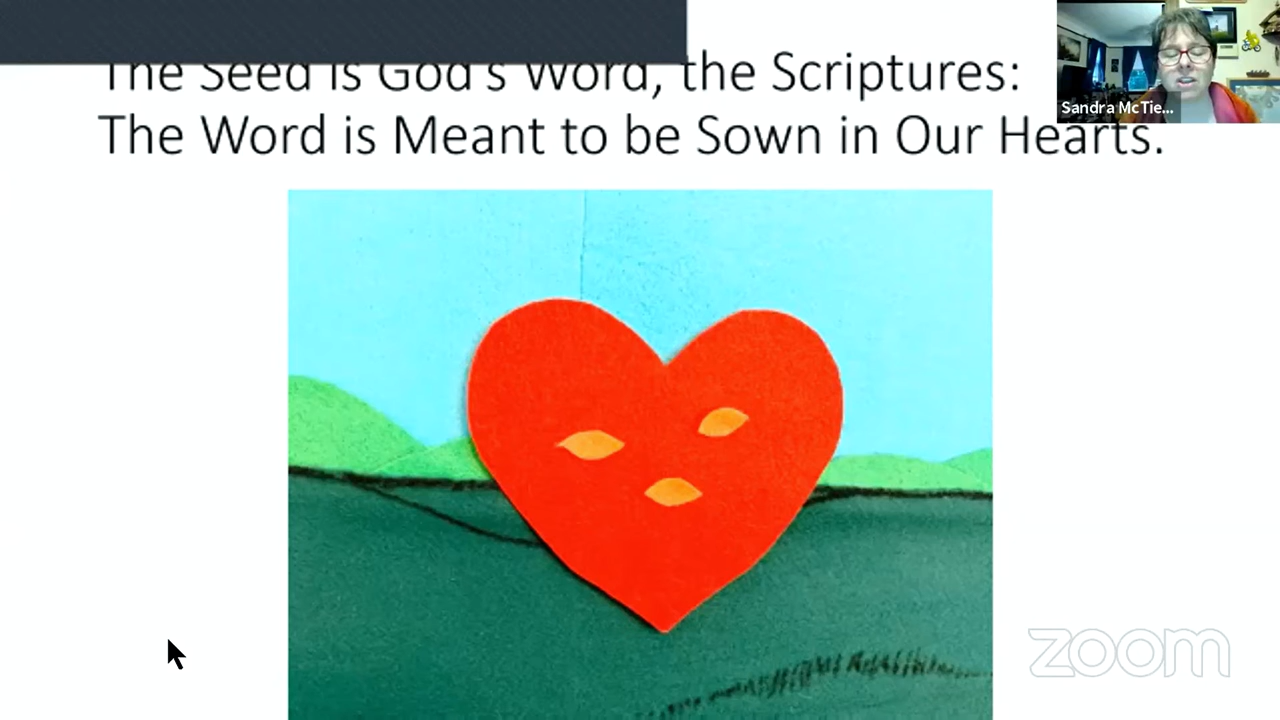 The Seed is God's Word, the Scriptures:
The Word is Meant to be Sown in Our Hearts.
Sandra McTie...
zoom